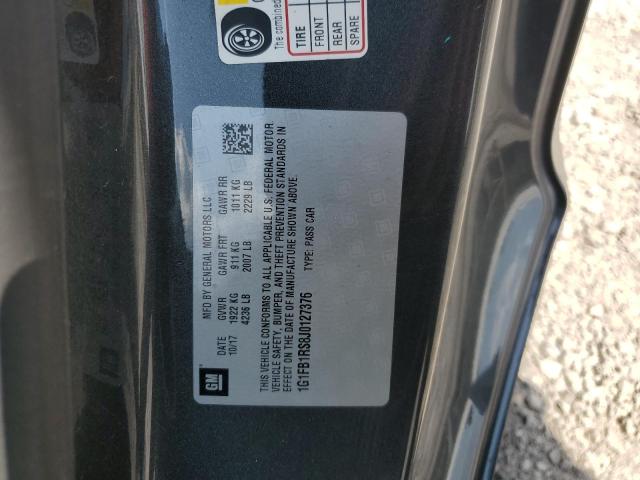 The combined
TIRE
FRONT
REAR
SPARE
MFD BY GENERAL MOTORS LLC
DATE GVWR GAWR FRT GAWR RR
10/17 1922 KG 911 KG 1011 KG
4236 LB 2007 LB 2229 LB
THIS VEHICLE CONFORMS TO ALL APPLICABLE U.S. FEDERAL MOTOR
VEHICLE SAFETY, BUMPER, AND THEFT PREVENTION STANDARDS IN
EFFECT ON THE DATE OF MANUFACTURE SHOWN ABOVE.
1G1FB1RS8J0127376 TYPE: PASS CAR
GM